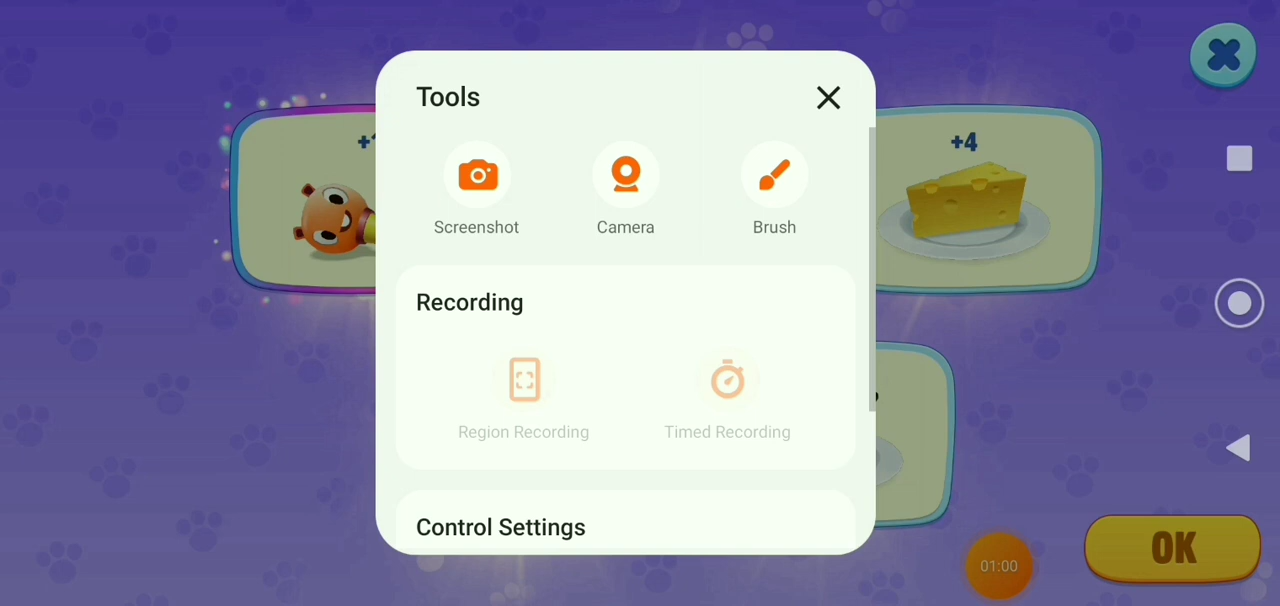 Tools
Screenshot
Camera
Brush
Recording
Region Recording
Timed Recording
Control Settings
+4
01:00
OK